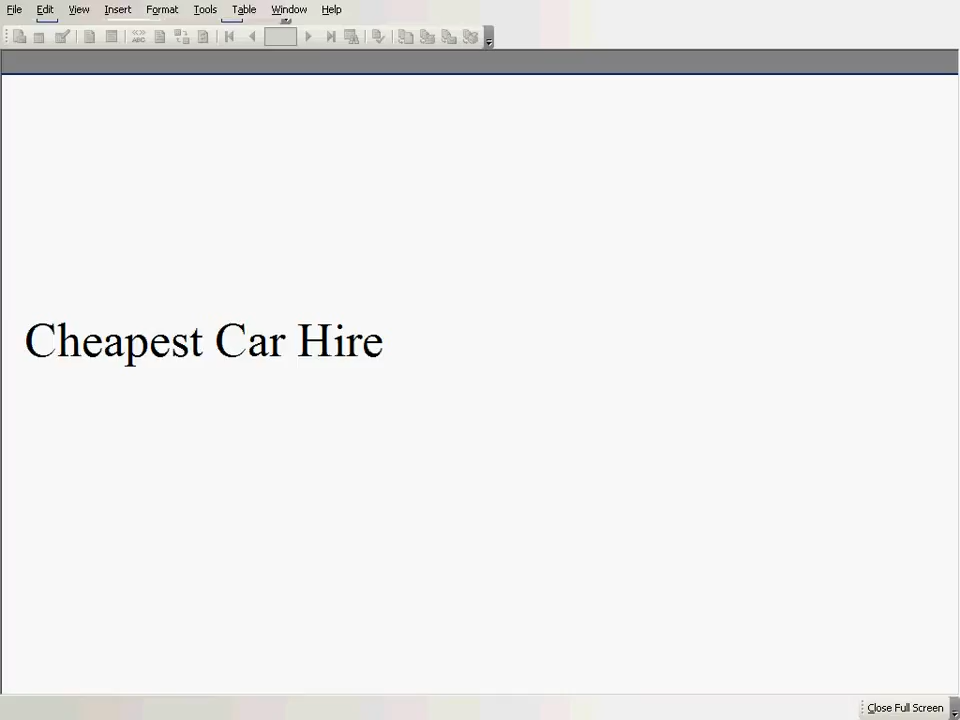 File Edit View Insert Format Tools Table Window Help
Cheapest Car Hire
Close Full Screen